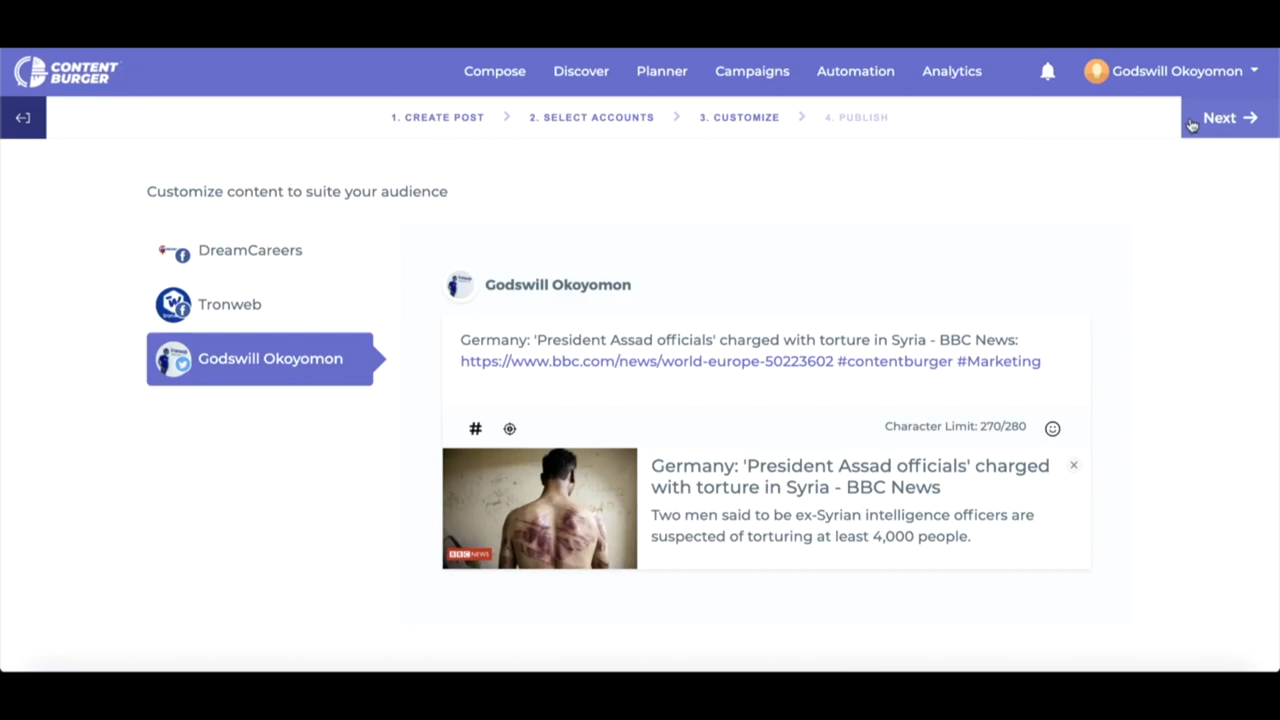 CONTENT
BURGER
Compose
Discover
Planner
Campaigns
Automation
Analytics
Godswill Okoyomon
1. CREATE POST
2. SELECT ACCOUNTS
3. CUSTOMIZE
4. PUBLISH
Next
Customize content to suite your audience
DreamCareers
Tronweb
Godswill Okoyomon
Godswill Okoyomon
Germany: 'President Assad officials' charged with torture in Syria - BBC News:
https://www.bbc.com/news/world-europe-50223602 #contentburger #Marketing
#
Character Limit: 270/280
BBC NEWS
Germany: 'President Assad officials' charged
with torture in Syria - BBC News
Two men said to be ex-Syrian intelligence officers are
suspected of torturing at least 4,000 people.